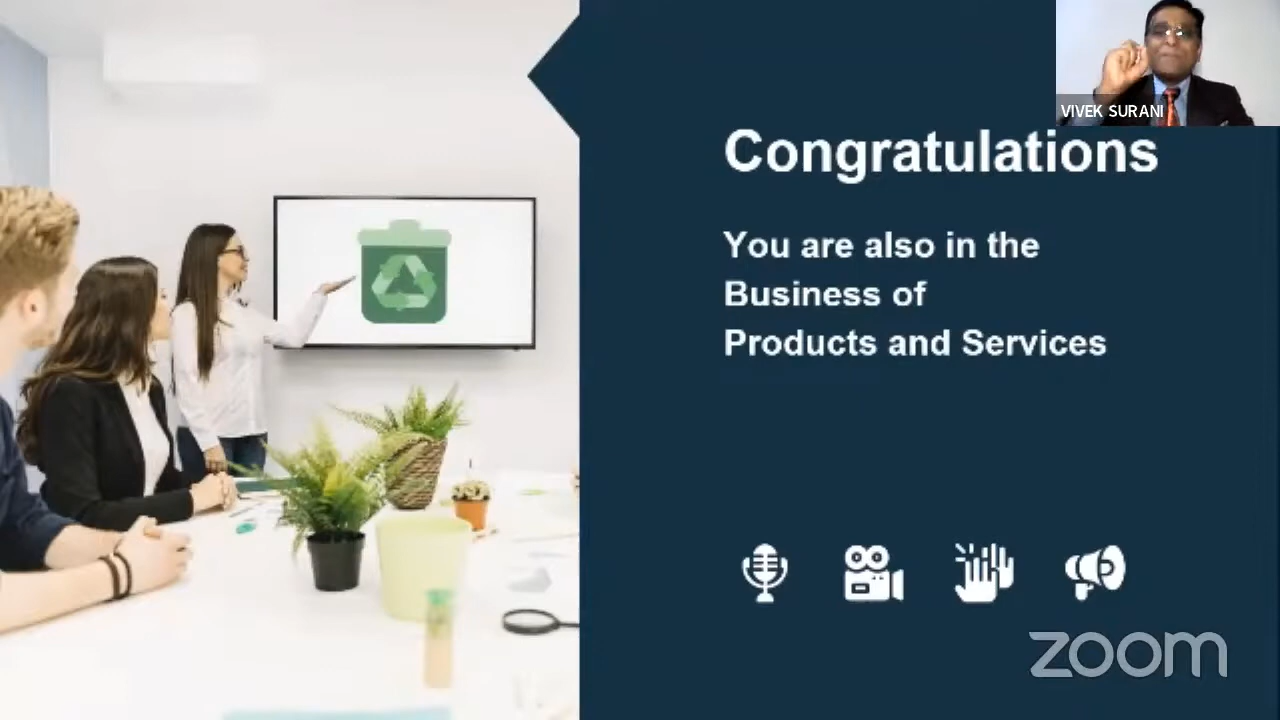 VIVEK SURANI
Congratulations
You are also in the
Business of
Products and Services
zoom